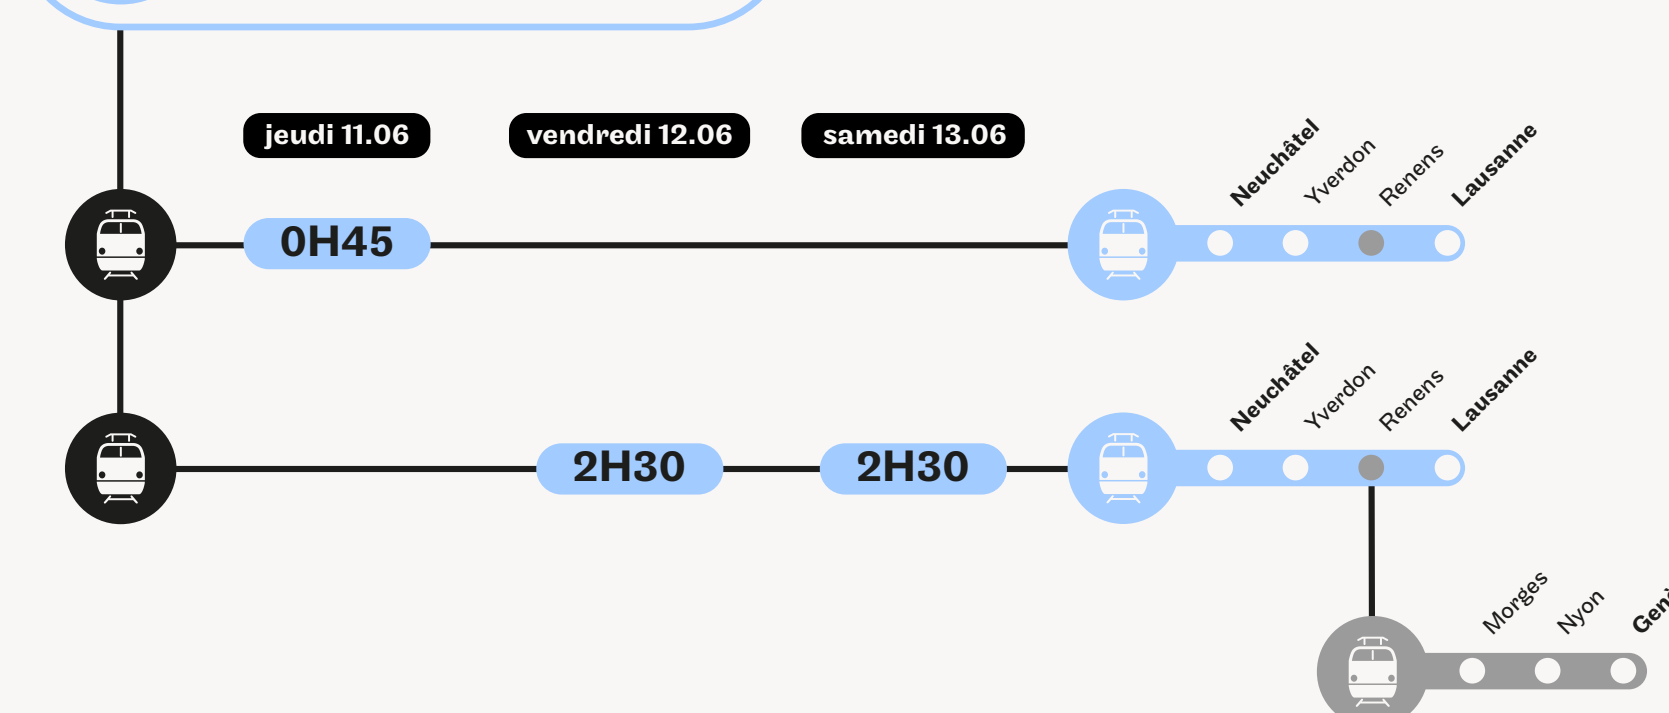 jeudi 11.06
vendredi 12.06
samedi 13.06
Neuchâtel
Yverdon
Renens
Lausanne
0H45
Neuchâtel
Yverdon
Renens
Lausanne
2H30
2H30
Morges
Nyon